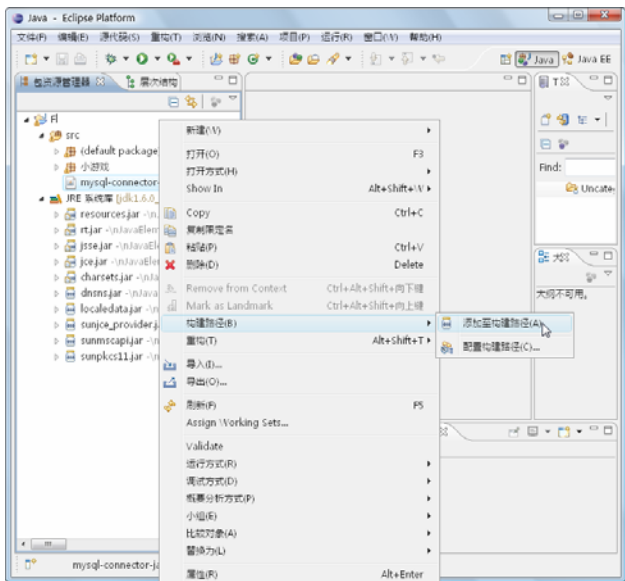 Java - Eclipse Platform
文件(F) 编辑(E) 源代码(S) 重构(T) 浏览(N) 搜索(A) 项目(P) 运行(R) 窗口(W) 帮助(H)
Java Java EE
包资源管理器 层次结构
FI
src
(default package
小游戏
mysql-connector-
JRE 系统库 [jdk1.6.0_
resources.jar
rt.jar
jsse.jar
jce.jar
charsets.jar
dnsns.jar
localedata.jar
sunjce_provider.j
sunmscapi.jar
sunpkcs11.jar
新建(W)
打开(O) F3
打开方式(H)
Show In Alt+Shift+W
Copy Ctrl+C
复制限定名
粘贴(P) Ctrl+V
删除(D) Delete
Remove from Context Ctrl+Alt+Shift+向下键
Mark as Landmark Ctrl+Alt+Shift+向上键
构建路径(B)
重构(T) Alt+Shift+T
导入(I)...
导出(O)...
刷新(F) F5
Assign Working Sets...
Validate
运行方式(R)
调试方式(D)
概要分析方式(P)
小组(E)
比较对象(A)
替换为(L)
属性(R) Alt+Enter
添加至构建路径(A)
配置构建路径(C)...
Find:
Uncate
大纲不可用。
mysql-connector-ja